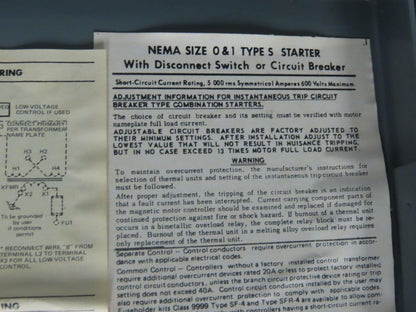 NEMA SIZE 0 & 1 TYPE S STARTER
With Disconnect Switch or Circuit Breaker
Short-Circuit Current Rating, 5 000 rms Symmetrical Amperes 600 Volts Maximum
ADJUSTMENT INFORMATION FOR INSTANTANEOUS TRIP CIRCUIT
BREAKER TYPE COMBINATION STARTERS.
The choice of circuit breaker and its setting must be verified with motor
nameplate full load current.
ADJUSTABLE CIRCUIT BREAKERS ARE FACTORY ADJUSTED TO
THEIR MINIMUM SETTINGS. AFTER INSTALLATION ADJUST TO THE
LOWEST VALUE THAT WILL NOT RESULT IN NUISANCE TRIPPING,
BUT IN NO CASE EXCEED 13 TIMES MOTOR FULL LOAD CURRENT.
WARNING
To maintain overcurrent protection, the manufacturer's instructions for
selection of thermal units and setting of the instantaneous trip circuit breaker
must be followed.
After proper adjustment, the tripping of the circuit breaker is an indication
that a fault current has been interrupted. Current carrying component parts of
the magnetic motor controller should be examined and replaced if damaged for
continued protection against fire or shock hazard. If burnout of a thermal unit
occurs in a bimetallic overload relay, the complete relay block must be re-
placed. Burnout of the thermal unit in a melting alloy overload relay requires
only replacement of the thermal unit.
Separate Control - Control conductors require overcurrent protection in accor-
dance with applicable electrical codes.
Common Control - Controllers without a factory installed control transformer
require additional overcurrent devices rated 20A or less to protect factory installed
control circuit conductors, unless the branch circuit protective device rating or trip
setting does not exceed 40A. Control circuit conductors installed by the user may
also require additional overcurrent protection to comply with applicable codes.
Fuseholder kits Class 9999 Type SF-4 and Type SFR-4 are available to allow com-
with controllers having a short-circuit
RING
LOW-VOLTAGE
CONTROL IF USED
CONNECT
PER TRANSFORMER
NAME PLATE
H4
H3
H2
H1
XFMR
X2
X1
FU1
To be grounded
by user
if conditions
permit
RECONNECT WIRE "B" FROM
TERMINAL L2 TO TERMINAL
X2 FOR ALL LOW-VOLTAGE
CONTROL
ING